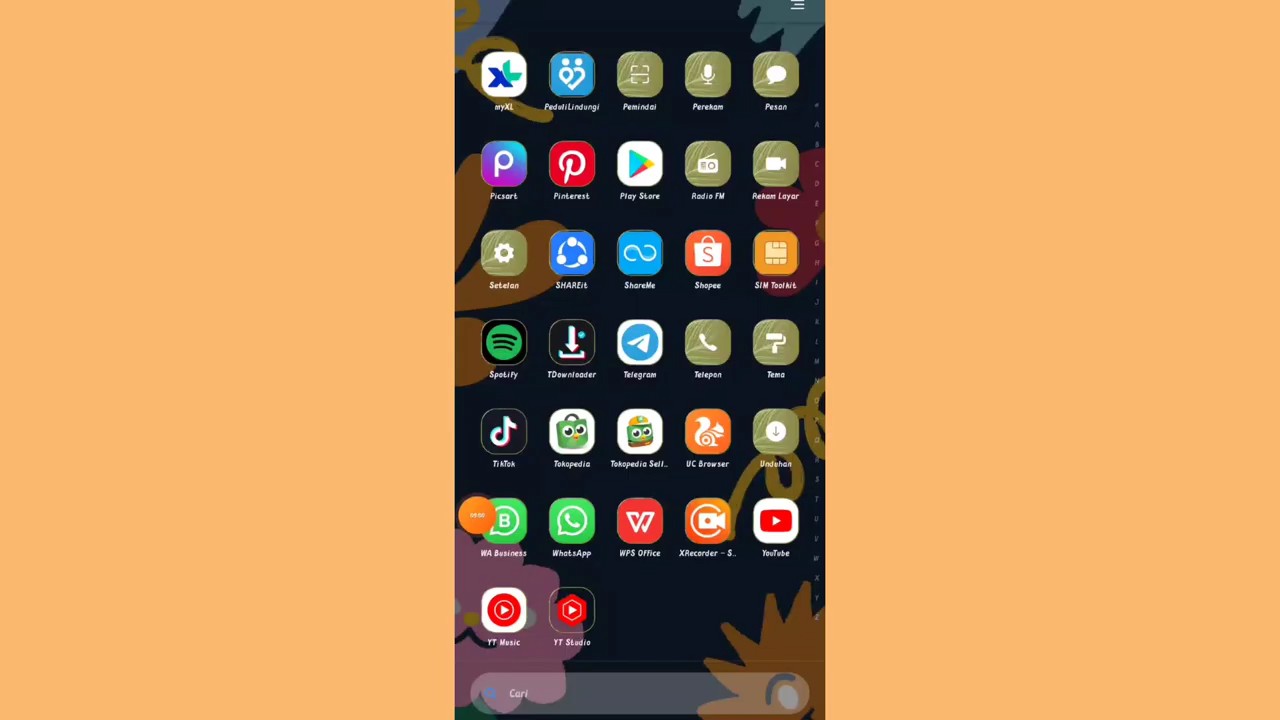 myXL PeduliLindungi Pemindai Perekam Pesan
Picsart Pinterest Play Store Radio FM Rekam Layar
Setelan SHAREit ShareMe Shopee SIM Toolkit
Spotify TDownloader Telegram Telepon Tema
TikTok Tokopedia Tokopedia Sell.. UC Browser Unduhan
WA Business WhatsApp WPS Office XRecorder - S.. YouTube
YT Music YT Studio
Cari